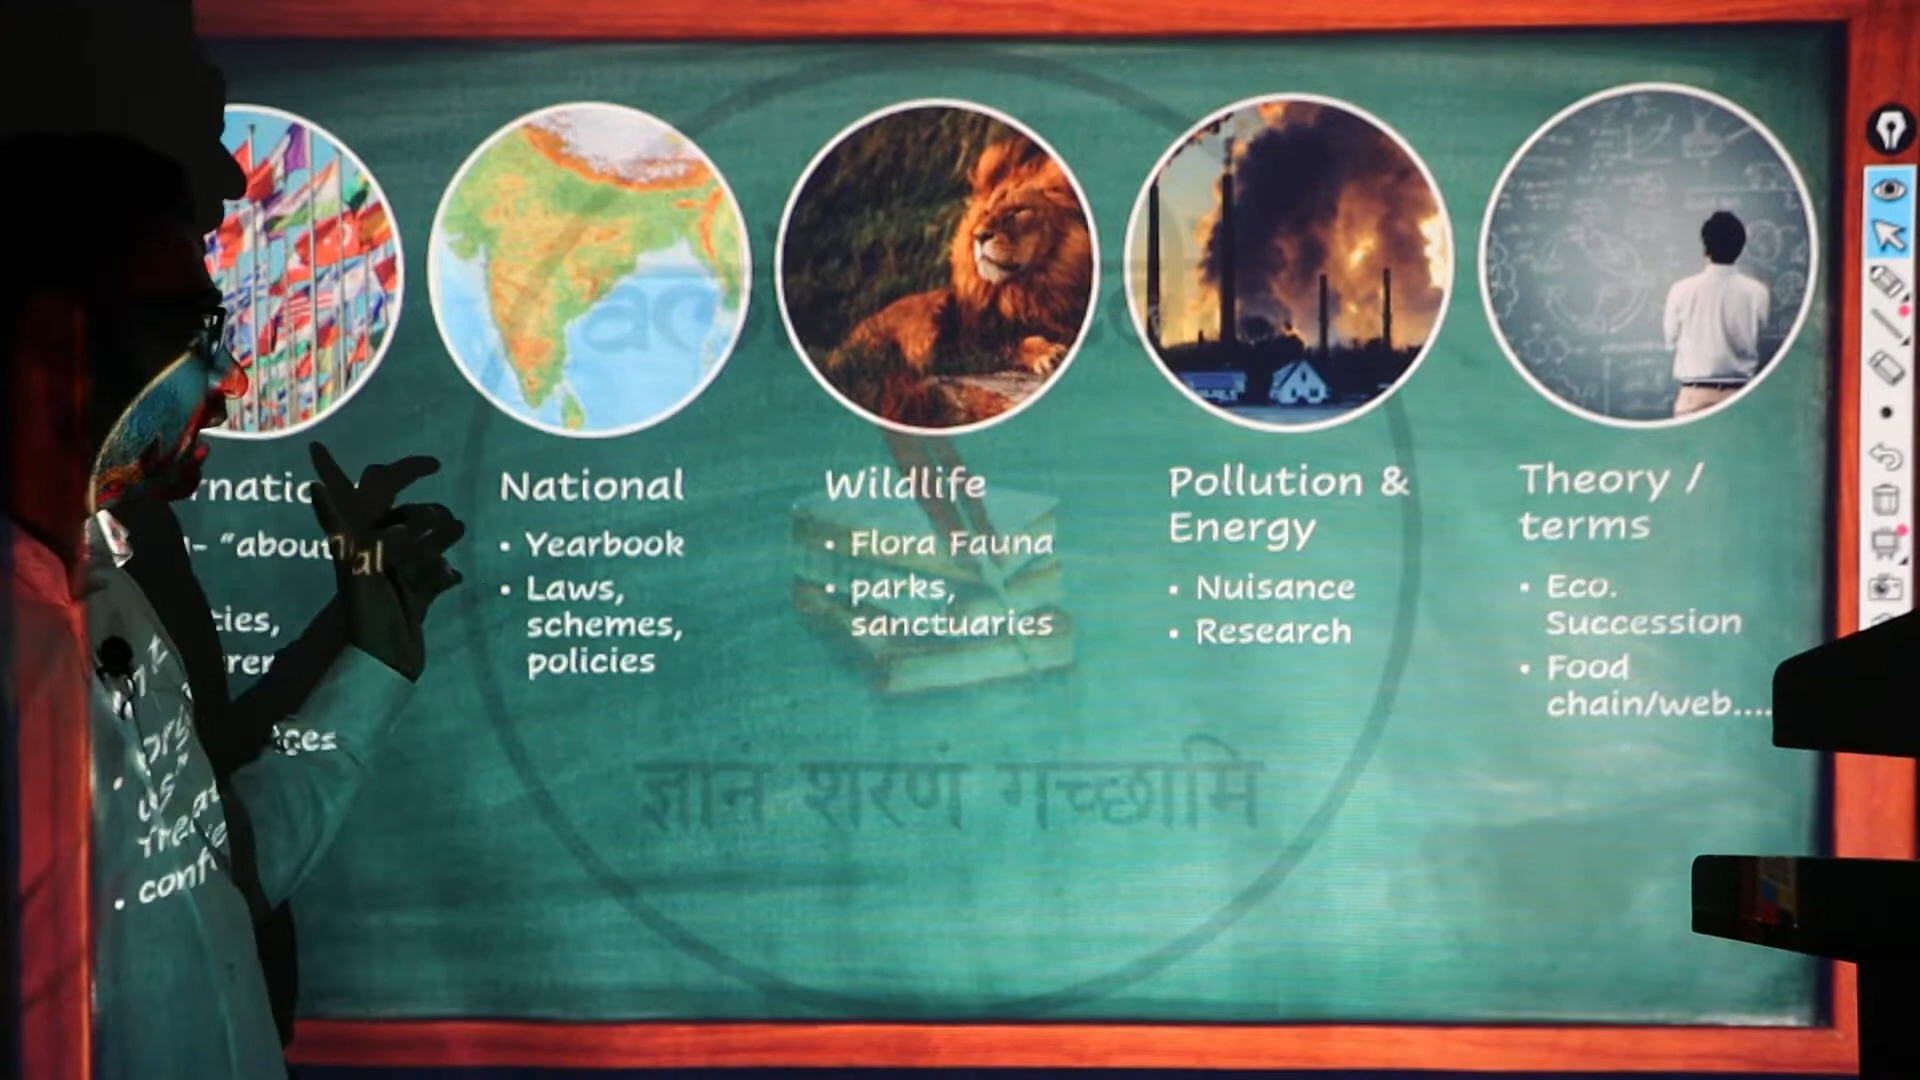 National
• Yearbook
• Laws,
schemes,
policies
Wildlife
• Flora Fauna
• parks,
sanctuaries
Pollution &
Energy
• Nuisance
• Research
Theory /
terms
• Eco.
Succession
• Food
chain/web....
"about
ज्ञानं शरणं गच्छामि